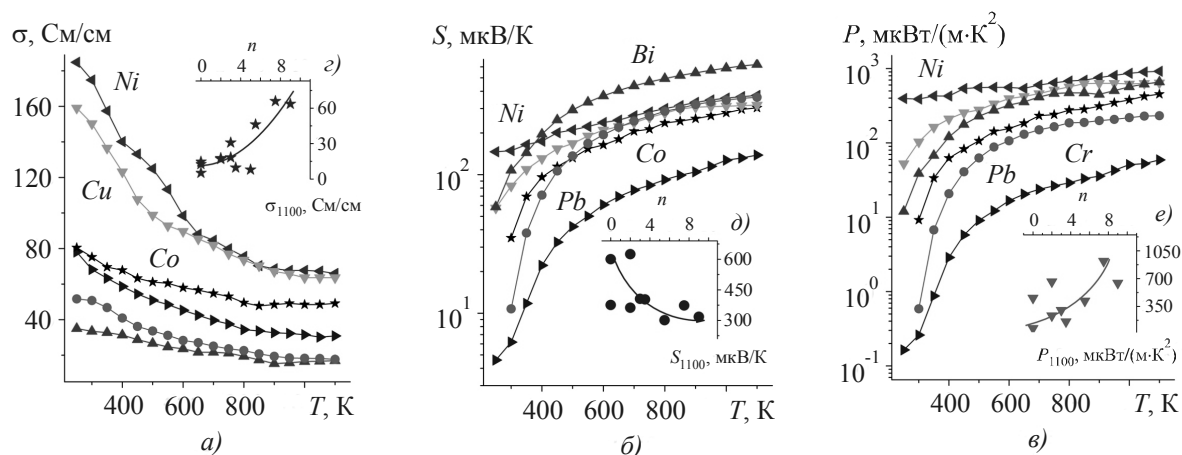 σ, См/см
160
120
80
40
400 600 800
T, К
Ni
Cu
Co
n
0 4 8
г)
60
30
0
σ1100, См/см
а)
S, мкВ/К
10²
10¹
400 600 800
T, К
Bi
Ni
Co
Pb
n
0 4 8
д)
600
450
300
S1100, мкВ/К
б)
P, мкВт/(м·К²)
10³
10²
10¹
10⁰
10⁻¹
400 600 800
T, К
Ni
Cr
Pb
n
0 4 8
е)
1050
700
350
P1100, мкВт/(м·К²)
в)